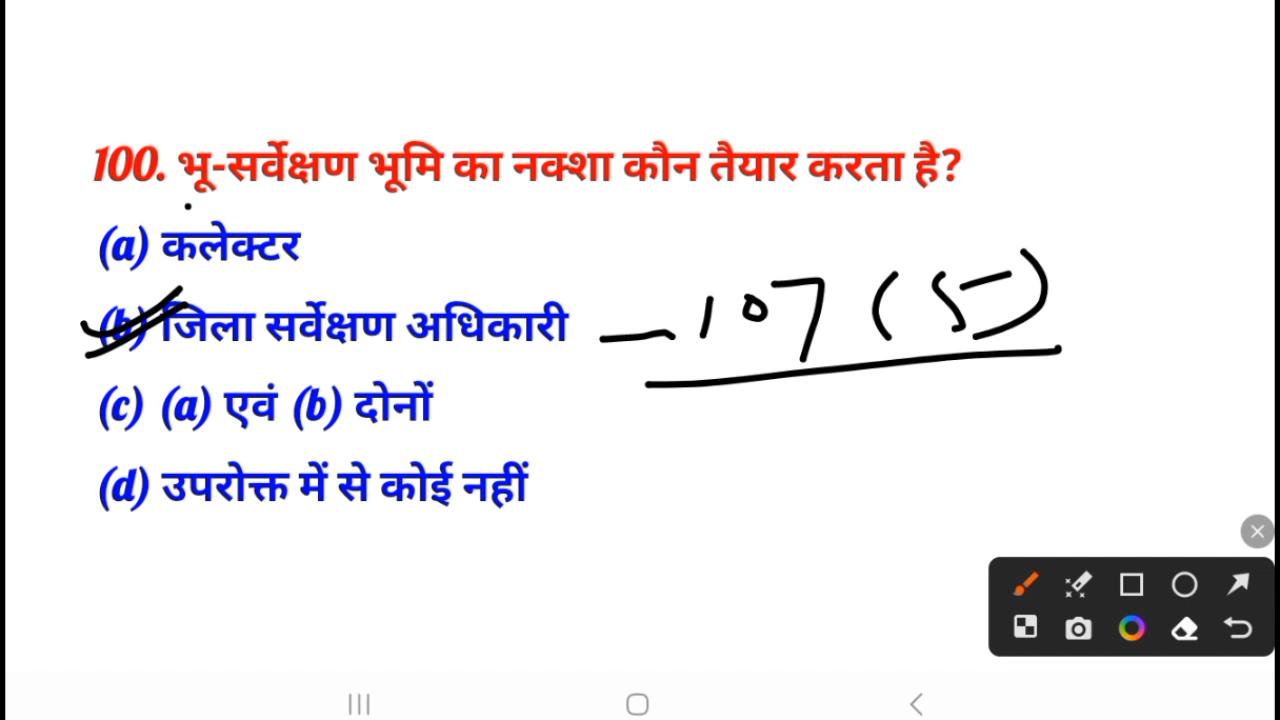 100. भू-सर्वेक्षण भूमि का नक्शा कौन तैयार करता है?
(a) कलेक्टर
(b) जिला सर्वेक्षण अधिकारी
107 (5)
(c) (a) एवं (b) दोनों
(d) उपरोक्त में से कोई नहीं